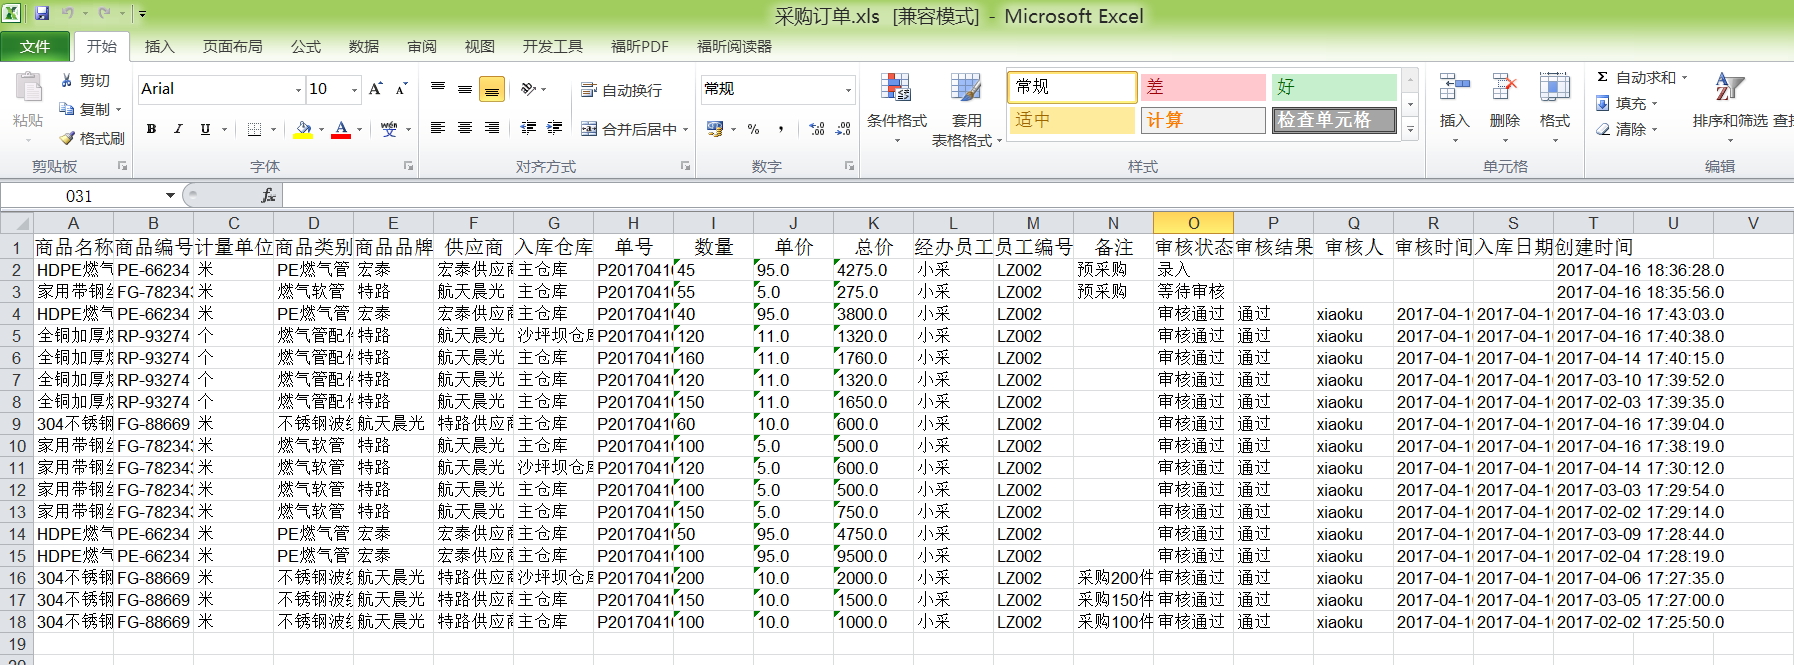 采购订单.xls [兼容模式] - Microsoft Excel
文件 开始 插入 页面布局 公式 数据 审阅 视图 开发工具 福昕PDF 福昕阅读器
粘贴 剪切 复制 格式刷 剪贴板
Arial 10 B I U 字体
自动换行 合并后居中 对齐方式
常规 % , 数字
条件格式 套用 表格格式 常规 差 好 适中 计算 检查单元格 样式
插入 删除 格式 单元格
Σ 自动求和 填充 清除 排序和筛选 查找 编辑
O31 fx
A B C D E F G H I J K L M N O P Q R S T U V
1 商品名称 商品编号 计量单位 商品类别 商品品牌 供应商 入库仓库 单号 数量 单价 总价 经办员工 员工编号 备注 审核状态 审核结果 审核人 审核时间 入库日期 创建时间
2 HDPE燃气 PE-66234 米 PE燃气管 宏泰 宏泰供应商 主仓库 P2017041 45 95.0 4275.0 小采 LZ002 预采购 录入 2017-04-16 18:36:28.0
3 家用带钢丝 FG-78234 米 燃气软管 特路 航天晨光 主仓库 P2017041 55 5.0 275.0 小采 LZ002 预采购 等待审核 2017-04-16 18:35:56.0
4 HDPE燃气 PE-66234 米 PE燃气管 宏泰 宏泰供应商 主仓库 P2017041 40 95.0 3800.0 小采 LZ002 审核通过 通过 xiaoku 2017-04-1 2017-04-1 2017-04-16 17:43:03.0
5 全铜加厚 RP-93274 个 燃气管配件 特路 航天晨光 沙坪坝仓库 P2017041 120 11.0 1320.0 小采 LZ002 审核通过 通过 xiaoku 2017-04-1 2017-04-1 2017-04-16 17:40:38.0
6 全铜加厚 RP-93274 个 燃气管配件 特路 航天晨光 主仓库 P2017041 160 11.0 1760.0 小采 LZ002 审核通过 通过 xiaoku 2017-04-1 2017-04-1 2017-04-14 17:40:15.0
7 全铜加厚 RP-93274 个 燃气管配件 特路 航天晨光 主仓库 P2017041 120 11.0 1320.0 小采 LZ002 审核通过 通过 xiaoku 2017-04-1 2017-04-1 2017-03-10 17:39:52.0
8 全铜加厚 RP-93274 个 燃气管配件 特路 航天晨光 主仓库 P2017041 150 11.0 1650.0 小采 LZ002 审核通过 通过 xiaoku 2017-04-1 2017-04-1 2017-02-03 17:39:35.0
9 304不锈钢 FG-88669 米 不锈钢波纹 航天晨光 特路供应商 主仓库 P2017041 60 10.0 600.0 小采 LZ002 审核通过 通过 xiaoku 2017-04-1 2017-04-1 2017-04-16 17:39:04.0
10 家用带钢丝 FG-78234 米 燃气软管 特路 航天晨光 主仓库 P2017041 100 5.0 500.0 小采 LZ002 审核通过 通过 xiaoku 2017-04-1 2017-04-1 2017-04-16 17:38:19.0
11 家用带钢丝 FG-78234 米 燃气软管 特路 航天晨光 沙坪坝仓库 P2017041 120 5.0 600.0 小采 LZ002 审核通过 通过 xiaoku 2017-04-1 2017-04-1 2017-04-14 17:30:12.0
12 家用带钢丝 FG-78234 米 燃气软管 特路 航天晨光 主仓库 P2017041 100 5.0 500.0 小采 LZ002 审核通过 通过 xiaoku 2017-04-1 2017-04-1 2017-03-03 17:29:54.0
13 家用带钢丝 FG-78234 米 燃气软管 特路 航天晨光 主仓库 P2017041 150 5.0 750.0 小采 LZ002 审核通过 通过 xiaoku 2017-04-1 2017-04-1 2017-02-02 17:29:14.0
14 HDPE燃气 PE-66234 米 PE燃气管 宏泰 宏泰供应商 主仓库 P2017041 50 95.0 4750.0 小采 LZ002 审核通过 通过 xiaoku 2017-04-1 2017-04-1 2017-03-09 17:28:44.0
15 HDPE燃气 PE-66234 米 PE燃气管 宏泰 宏泰供应商 主仓库 P2017041 100 95.0 9500.0 小采 LZ002 审核通过 通过 xiaoku 2017-04-1 2017-04-1 2017-02-04 17:28:19.0
16 304不锈钢 FG-88669 米 不锈钢波纹 航天晨光 特路供应商 沙坪坝仓库 P2017041 200 10.0 2000.0 小采 LZ002 采购200件 审核通过 通过 xiaoku 2017-04-1 2017-04-1 2017-04-06 17:27:35.0
17 304不锈钢 FG-88669 米 不锈钢波纹 航天晨光 特路供应商 主仓库 P2017041 150 10.0 1500.0 小采 LZ002 采购150件 审核通过 通过 xiaoku 2017-04-1 2017-04-1 2017-03-05 17:27:00.0
18 304不锈钢 FG-88669 米 不锈钢波纹 航天晨光 特路供应商 主仓库 P2017041 100 10.0 1000.0 小采 LZ002 采购100件 审核通过 通过 xiaoku 2017-04-1 2017-04-1 2017-02-02 17:25:50.0
19